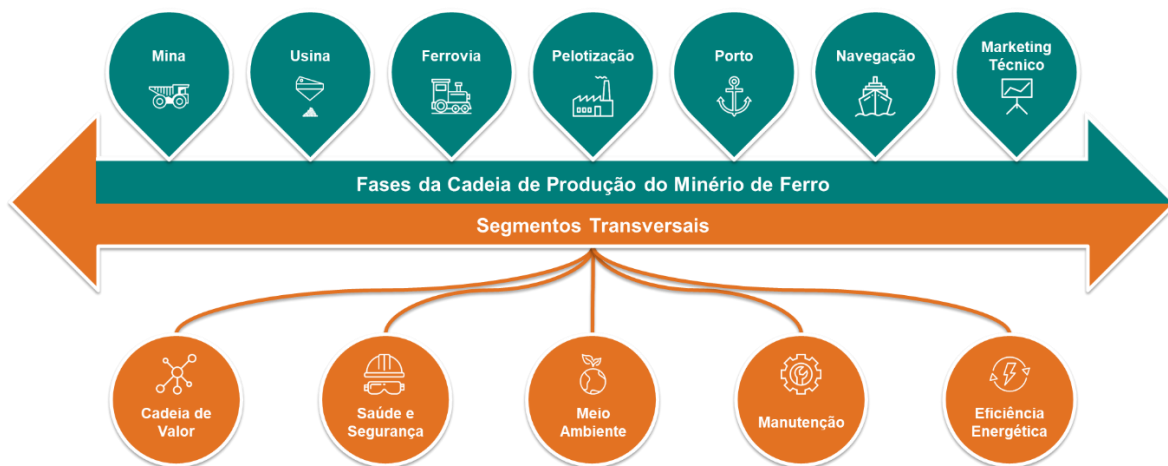 Mina
Usina
Ferrovia
Pelotização
Porto
Navegação
Marketing
Técnico
Fases da Cadeia de Produção do Minério de Ferro
Segmentos Transversais
Cadeia de
Valor
Saúde e
Segurança
Meio
Ambiente
Manutenção
Eficiência
Energética